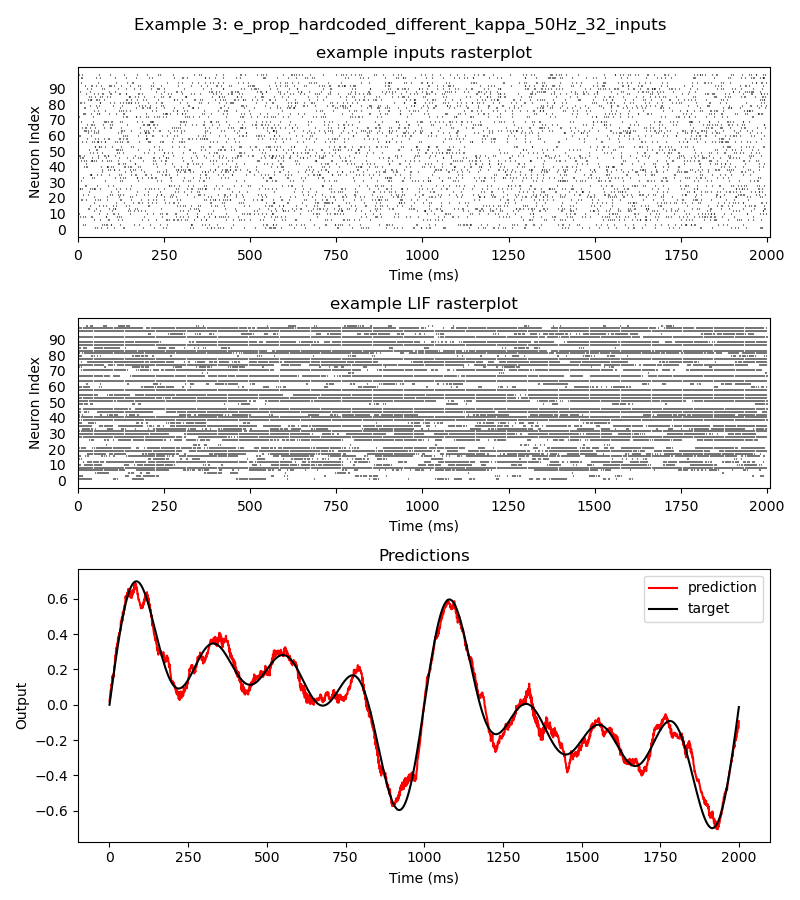 Example 3: e_prop_hardcoded_different_kappa_50Hz_32_inputs
example inputs rasterplot
Neuron Index
90
80
70
60
50
40
30
20
10
0
0 250 500 750 1000 1250 1500 1750 2000
Time (ms)
example LIF rasterplot
Neuron Index
90
80
70
60
50
40
30
20
10
0
0 250 500 750 1000 1250 1500 1750 2000
Time (ms)
Predictions
prediction
target
Output
0.6
0.4
0.2
0.0
−0.2
−0.4
−0.6
0 250 500 750 1000 1250 1500 1750 2000
Time (ms)